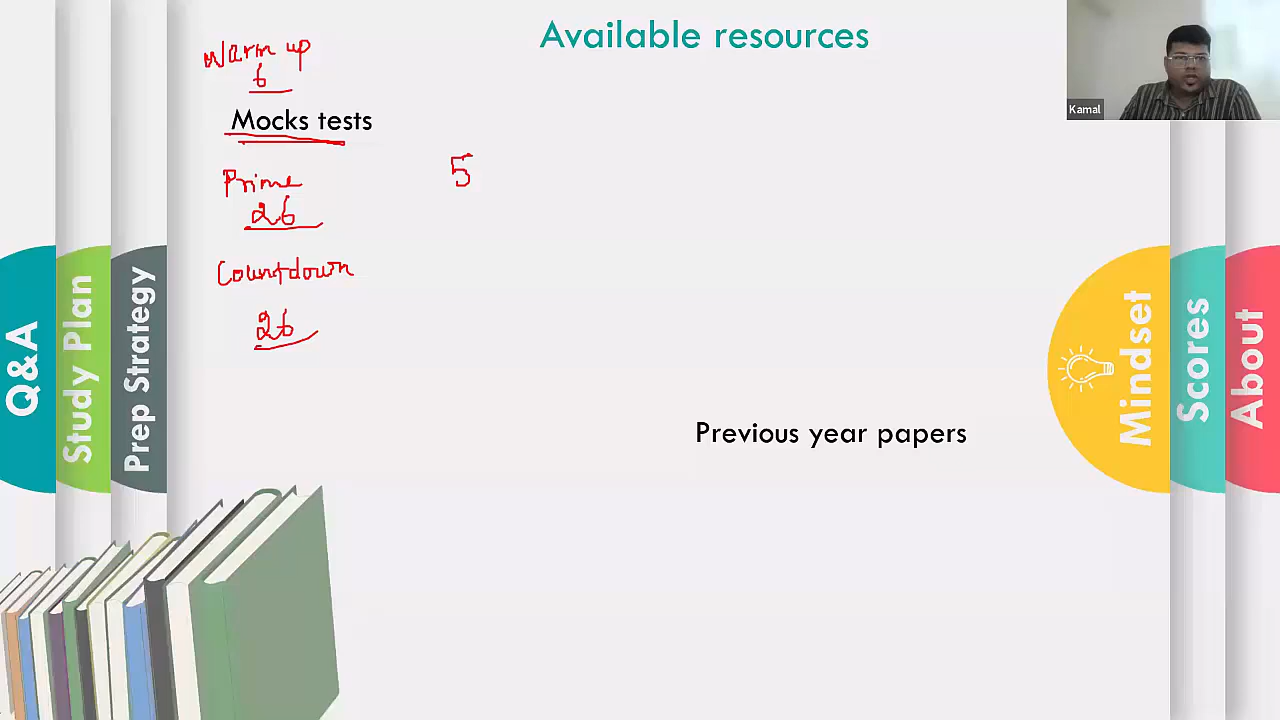 Available resources
Warm up
6
Mocks tests
Prime
26
5
Countdown
26
Previous year papers
Q&A
Study Plan
Prep Strategy
Mindset
Scores
About
Kamal